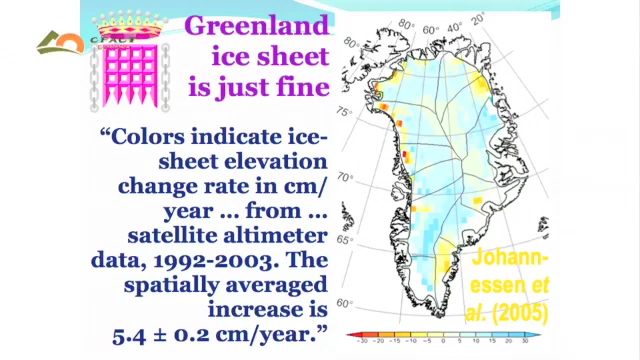 CFACT
Greenland
ice sheet
is just fine
“Colors indicate ice-
sheet elevation
change rate in cm/
year ... from ...
satellite altimeter
data, 1992-2003. The
spatially averaged
increase is
5.4 ± 0.2 cm/year.”
80° 80° 60° 40° 20°
75°
70°
65°
60°
Johann-
essen et
al. (2005)
−30 −20 −10 −5 0 5 10 20 30